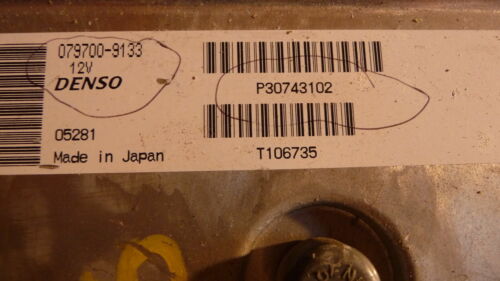 079700-9133
12V
DENSO
05281
Made in Japan
P30743102
T106735